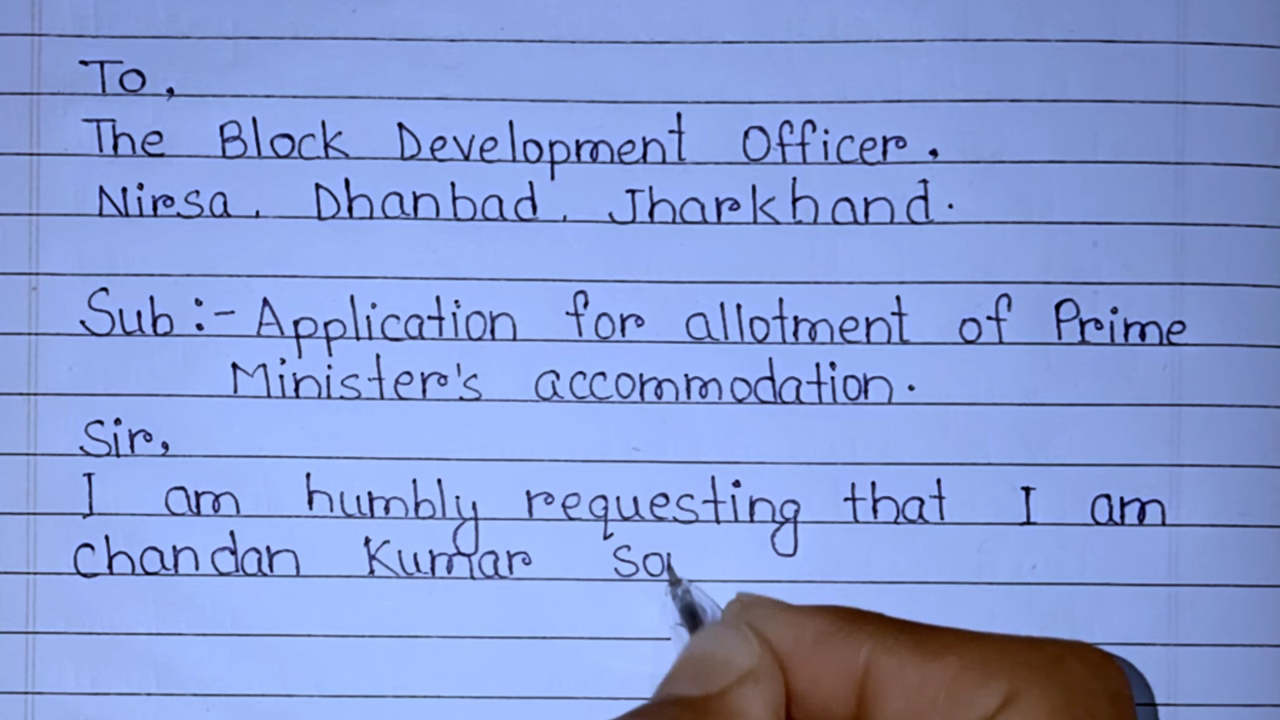 To,
The Block Development Officer.
Nirsa, Dhanbad, Jharkhand.
Sub:- Application for allotment of Prime
Minister's accommodation.
Sir,
I am humbly requesting that I am
chandan Kumar